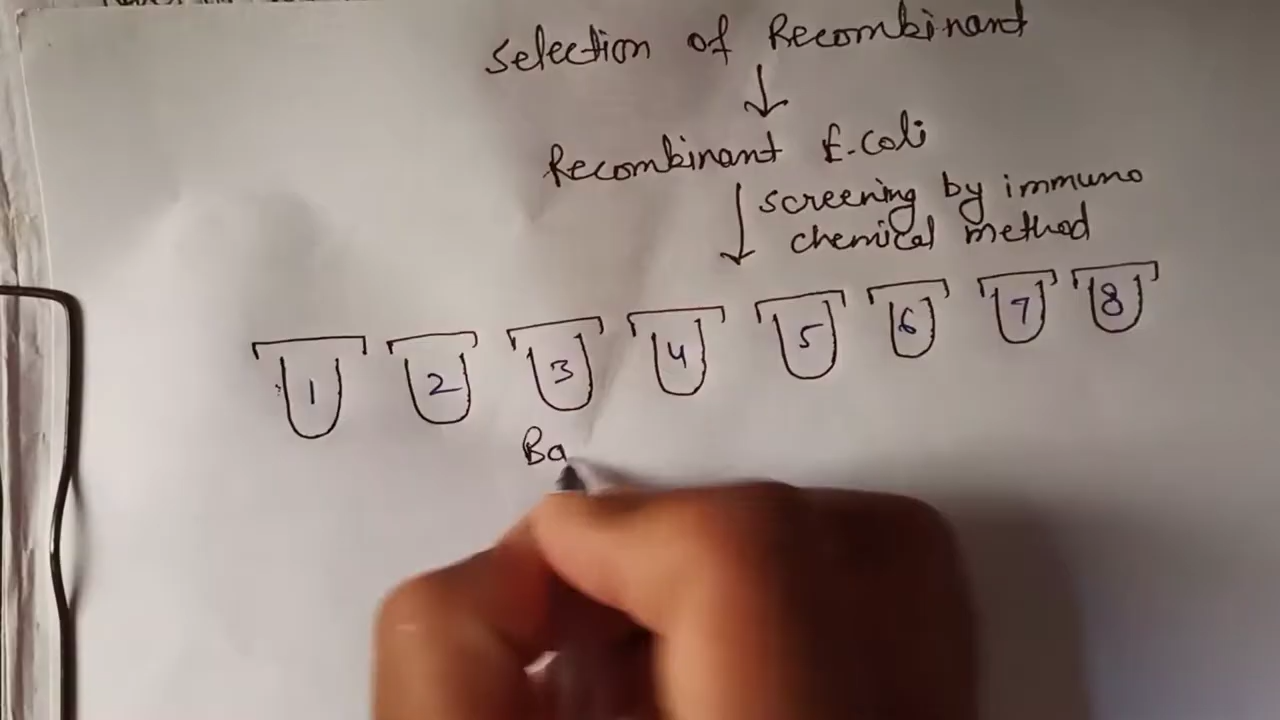 Selection of Recombinant
Recombinant E.coli
screening by immuno
chemical method
1 2 3 4 5 6 7 8
Ba